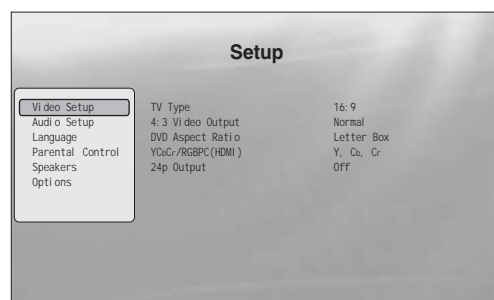 Setup
Video Setup
Audio Setup
Language
Parental Control
Speakers
Options
TV Type 16:9
4:3 Video Output Normal
DVD Aspect Ratio Letter Box
YCbCr/RGBPC(HDMI) Y, Cb, Cr
24p Output Off